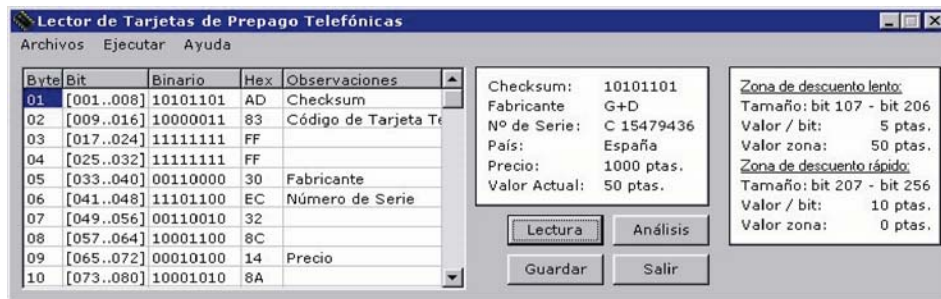 Lector de Tarjetas de Prepago Telefónicas
Archivos Ejecutar Ayuda
Byte Bit Binario Hex Observaciones
01 [001..008] 10101101 AD Checksum
02 [009..016] 10000011 83 Código de Tarjeta Te
03 [017..024] 11111111 FF
04 [025..032] 11111111 FF
05 [033..040] 00110000 30 Fabricante
06 [041..048] 11101100 EC Número de Serie
07 [049..056] 00110010 32
08 [057..064] 10001100 8C
09 [065..072] 00010100 14 Precio
10 [073..080] 10001010 8A
Checksum: 10101101
Fabricante G+D
Nº de Serie: C 15479436
País: España
Precio: 1000 ptas.
Valor Actual: 50 ptas.
Lectura Análisis
Guardar Salir
Zona de descuento lento:
Tamaño: bit 107 - bit 206
Valor / bit: 5 ptas.
Valor zona: 50 ptas.
Zona de descuento rápido:
Tamaño: bit 207 - bit 256
Valor / bit: 10 ptas.
Valor zona: 0 ptas.